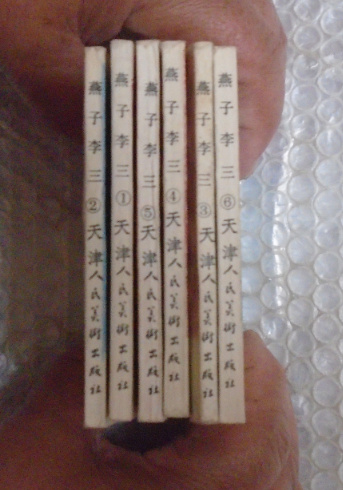 燕子李三②天津人民美術出版社
燕子李三①天津人民美術出版社
燕子李三⑤天津人民美術出版社
燕子李三④天津人民美術出版社
燕子李三③天津人民美術出版社
燕子李三⑥天津人民美術出版社